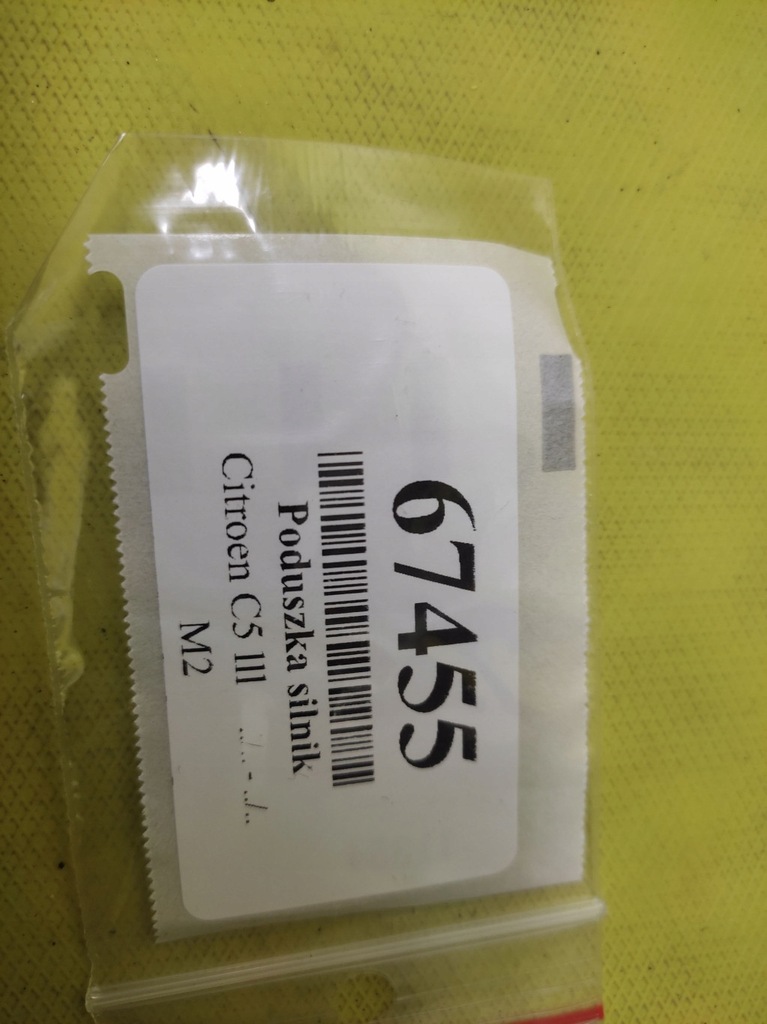 67455
Poduszka silnik
Citroen C5 III ../.. - ../..
M2